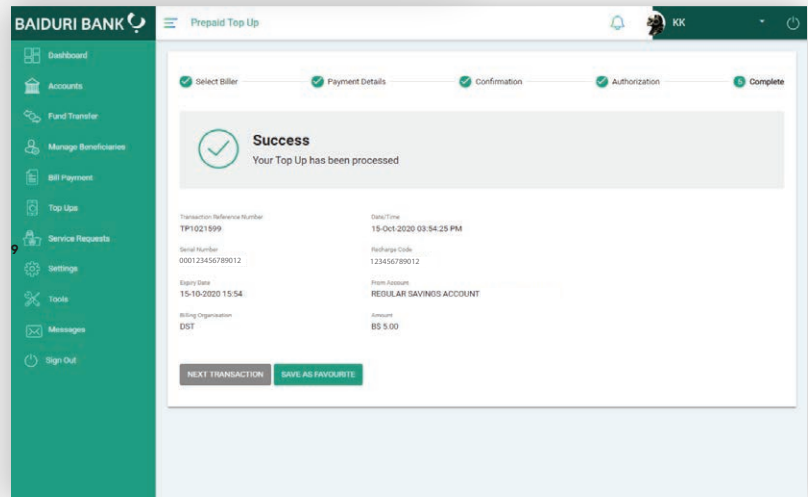 BAIDURI BANK
Prepaid Top Up
KK
Dashboard
Accounts
Fund Transfer
Manage Beneficiaries
Bill Payment
Top Ups
9
Service Requests
Settings
Tools
Messages
Sign Out
Select Biller
Payment Details
Confirmation
Authorization
5 Complete
Success
Your Top Up has been processed
Transaction Reference Number
TP1021599
Date/Time
15-Oct-2020 03:54:25 PM
Serial Number
000123456789012
Recharge Code
123456789012
Expiry Date
15-10-2020 15:54
From Account
REGULAR SAVINGS ACCOUNT
Billing Organisation
DST
Amount
B$ 5.00
NEXT TRANSACTION
SAVE AS FAVOURITE